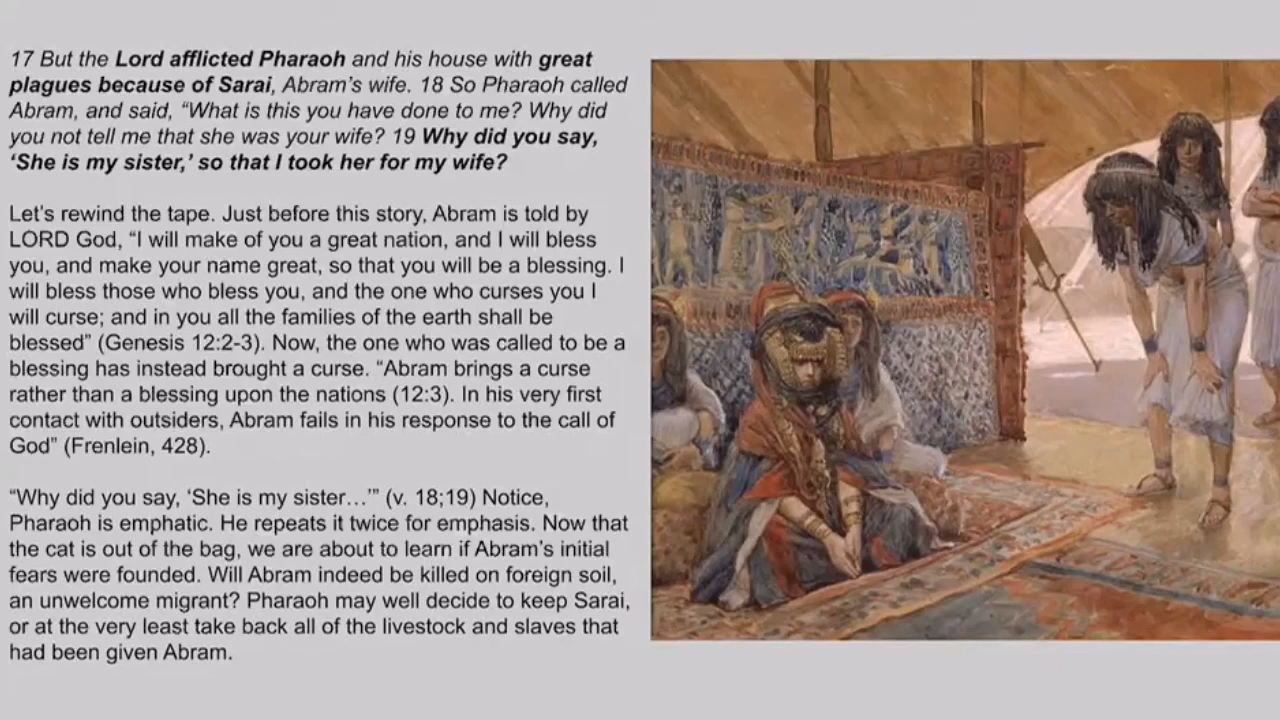 17 But the Lord afflicted Pharaoh and his house with great
plagues because of Sarai, Abram’s wife. 18 So Pharaoh called
Abram, and said, “What is this you have done to me? Why did
you not tell me that she was your wife? 19 Why did you say,
‘She is my sister,’ so that I took her for my wife?
Let’s rewind the tape. Just before this story, Abram is told by
LORD God, “I will make of you a great nation, and I will bless
you, and make your name great, so that you will be a blessing. I
will bless those who bless you, and the one who curses you I
will curse; and in you all the families of the earth shall be
blessed” (Genesis 12:2-3). Now, the one who was called to be a
blessing has instead brought a curse. “Abram brings a curse
rather than a blessing upon the nations (12:3). In his very first
contact with outsiders, Abram fails in his response to the call of
God” (Frenlein, 428).
“Why did you say, ‘She is my sister…’” (v. 18;19) Notice,
Pharaoh is emphatic. He repeats it twice for emphasis. Now that
the cat is out of the bag, we are about to learn if Abram’s initial
fears were founded. Will Abram indeed be killed on foreign soil,
an unwelcome migrant? Pharaoh may well decide to keep Sarai,
or at the very least take back all of the livestock and slaves that
had been given Abram.